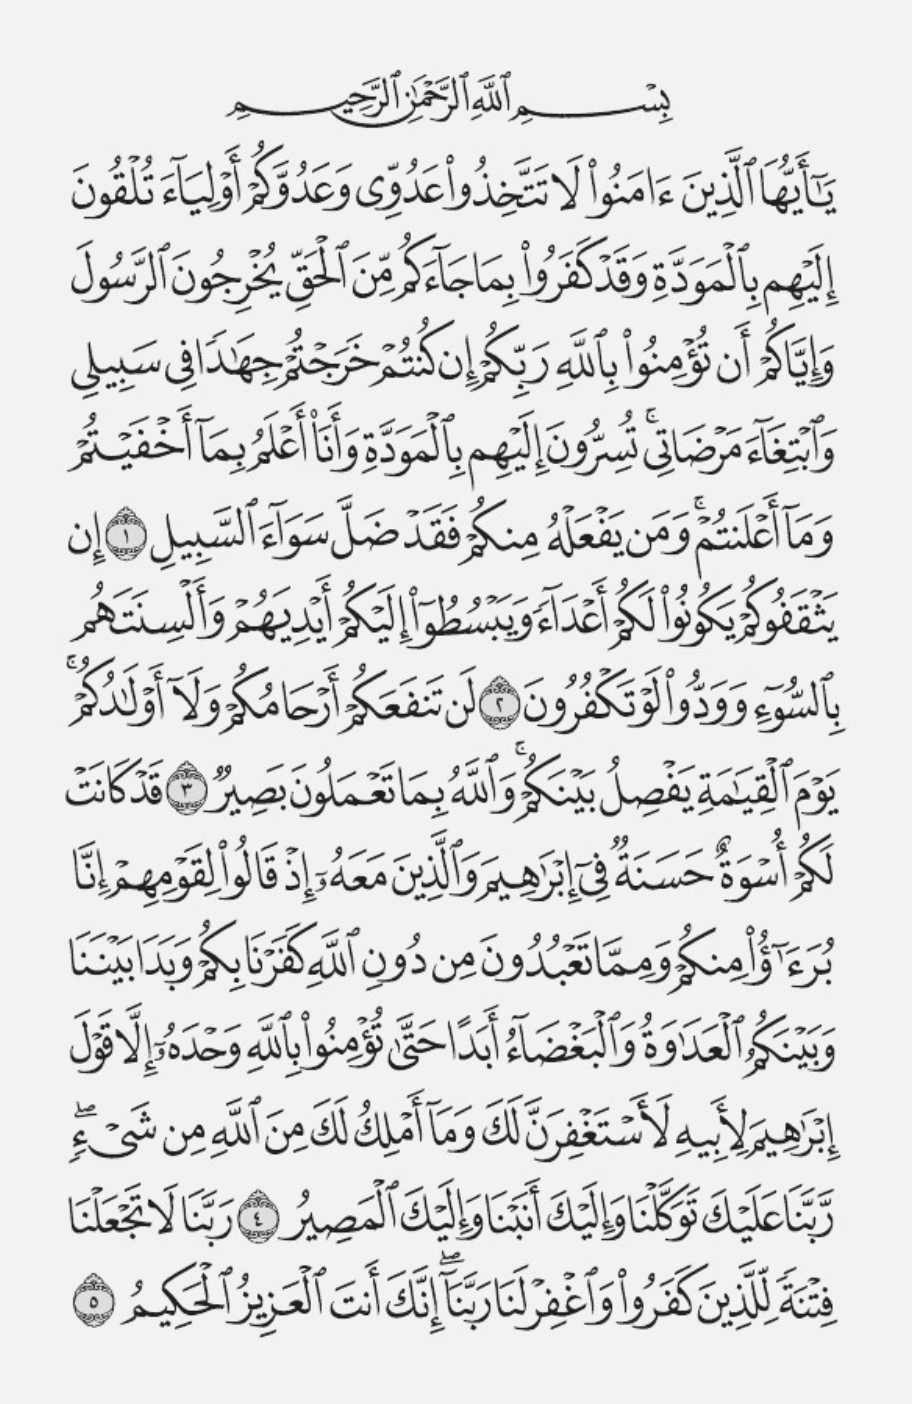 بِسْمِ ٱللَّهِ ٱلرَّحْمَٰنِ ٱلرَّحِيمِ
يَٰٓأَيُّهَا ٱلَّذِينَ ءَامَنُوا۟ لَا تَتَّخِذُوا۟ عَدُوِّى وَعَدُوَّكُمْ أَوْلِيَآءَ تُلْقُونَ
إِلَيْهِم بِٱلْمَوَدَّةِ وَقَدْ كَفَرُوا۟ بِمَا جَآءَكُم مِّنَ ٱلْحَقِّ يُخْرِجُونَ ٱلرَّسُولَ
وَإِيَّاكُمْ أَن تُؤْمِنُوا۟ بِٱللَّهِ رَبِّكُمْ إِن كُنتُمْ خَرَجْتُمْ جِهَٰدًا فِى سَبِيلِى
وَٱبْتِغَآءَ مَرْضَاتِى ۚ تُسِرُّونَ إِلَيْهِم بِٱلْمَوَدَّةِ وَأَنَا۠ أَعْلَمُ بِمَآ أَخْفَيْتُمْ
وَمَآ أَعْلَنتُمْ ۚ وَمَن يَفْعَلْهُ مِنكُمْ فَقَدْ ضَلَّ سَوَآءَ ٱلسَّبِيلِ ١ إِن
يَثْقَفُوكُمْ يَكُونُوا۟ لَكُمْ أَعْدَآءً وَيَبْسُطُوٓا۟ إِلَيْكُمْ أَيْدِيَهُمْ وَأَلْسِنَتَهُم
بِٱلسُّوٓءِ وَوَدُّوا۟ لَوْ تَكْفُرُونَ ٢ لَن تَنفَعَكُمْ أَرْحَامُكُمْ وَلَآ أَوْلَٰدُكُمْ ۚ
يَوْمَ ٱلْقِيَٰمَةِ يَفْصِلُ بَيْنَكُمْ ۚ وَٱللَّهُ بِمَا تَعْمَلُونَ بَصِيرٌ ٣ قَدْ كَانَتْ
لَكُمْ أُسْوَةٌ حَسَنَةٌ فِىٓ إِبْرَٰهِيمَ وَٱلَّذِينَ مَعَهُۥٓ إِذْ قَالُوا۟ لِقَوْمِهِمْ إِنَّا
بُرَءَٰٓؤُا۟ مِنكُمْ وَمِمَّا تَعْبُدُونَ مِن دُونِ ٱللَّهِ كَفَرْنَا بِكُمْ وَبَدَا بَيْنَنَا
وَبَيْنَكُمُ ٱلْعَدَٰوَةُ وَٱلْبَغْضَآءُ أَبَدًا حَتَّىٰ تُؤْمِنُوا۟ بِٱللَّهِ وَحْدَهُۥٓ إِلَّا قَوْلَ
إِبْرَٰهِيمَ لِأَبِيهِ لَأَسْتَغْفِرَنَّ لَكَ وَمَآ أَمْلِكُ لَكَ مِنَ ٱللَّهِ مِن شَىْءٍ ۖ
رَّبَّنَا عَلَيْكَ تَوَكَّلْنَا وَإِلَيْكَ أَنَبْنَا وَإِلَيْكَ ٱلْمَصِيرُ ٤ رَبَّنَا لَا تَجْعَلْنَا
فِتْنَةً لِّلَّذِينَ كَفَرُوا۟ وَٱغْفِرْ لَنَا رَبَّنَآ ۖ إِنَّكَ أَنتَ ٱلْعَزِيزُ ٱلْحَكِيمُ ٥